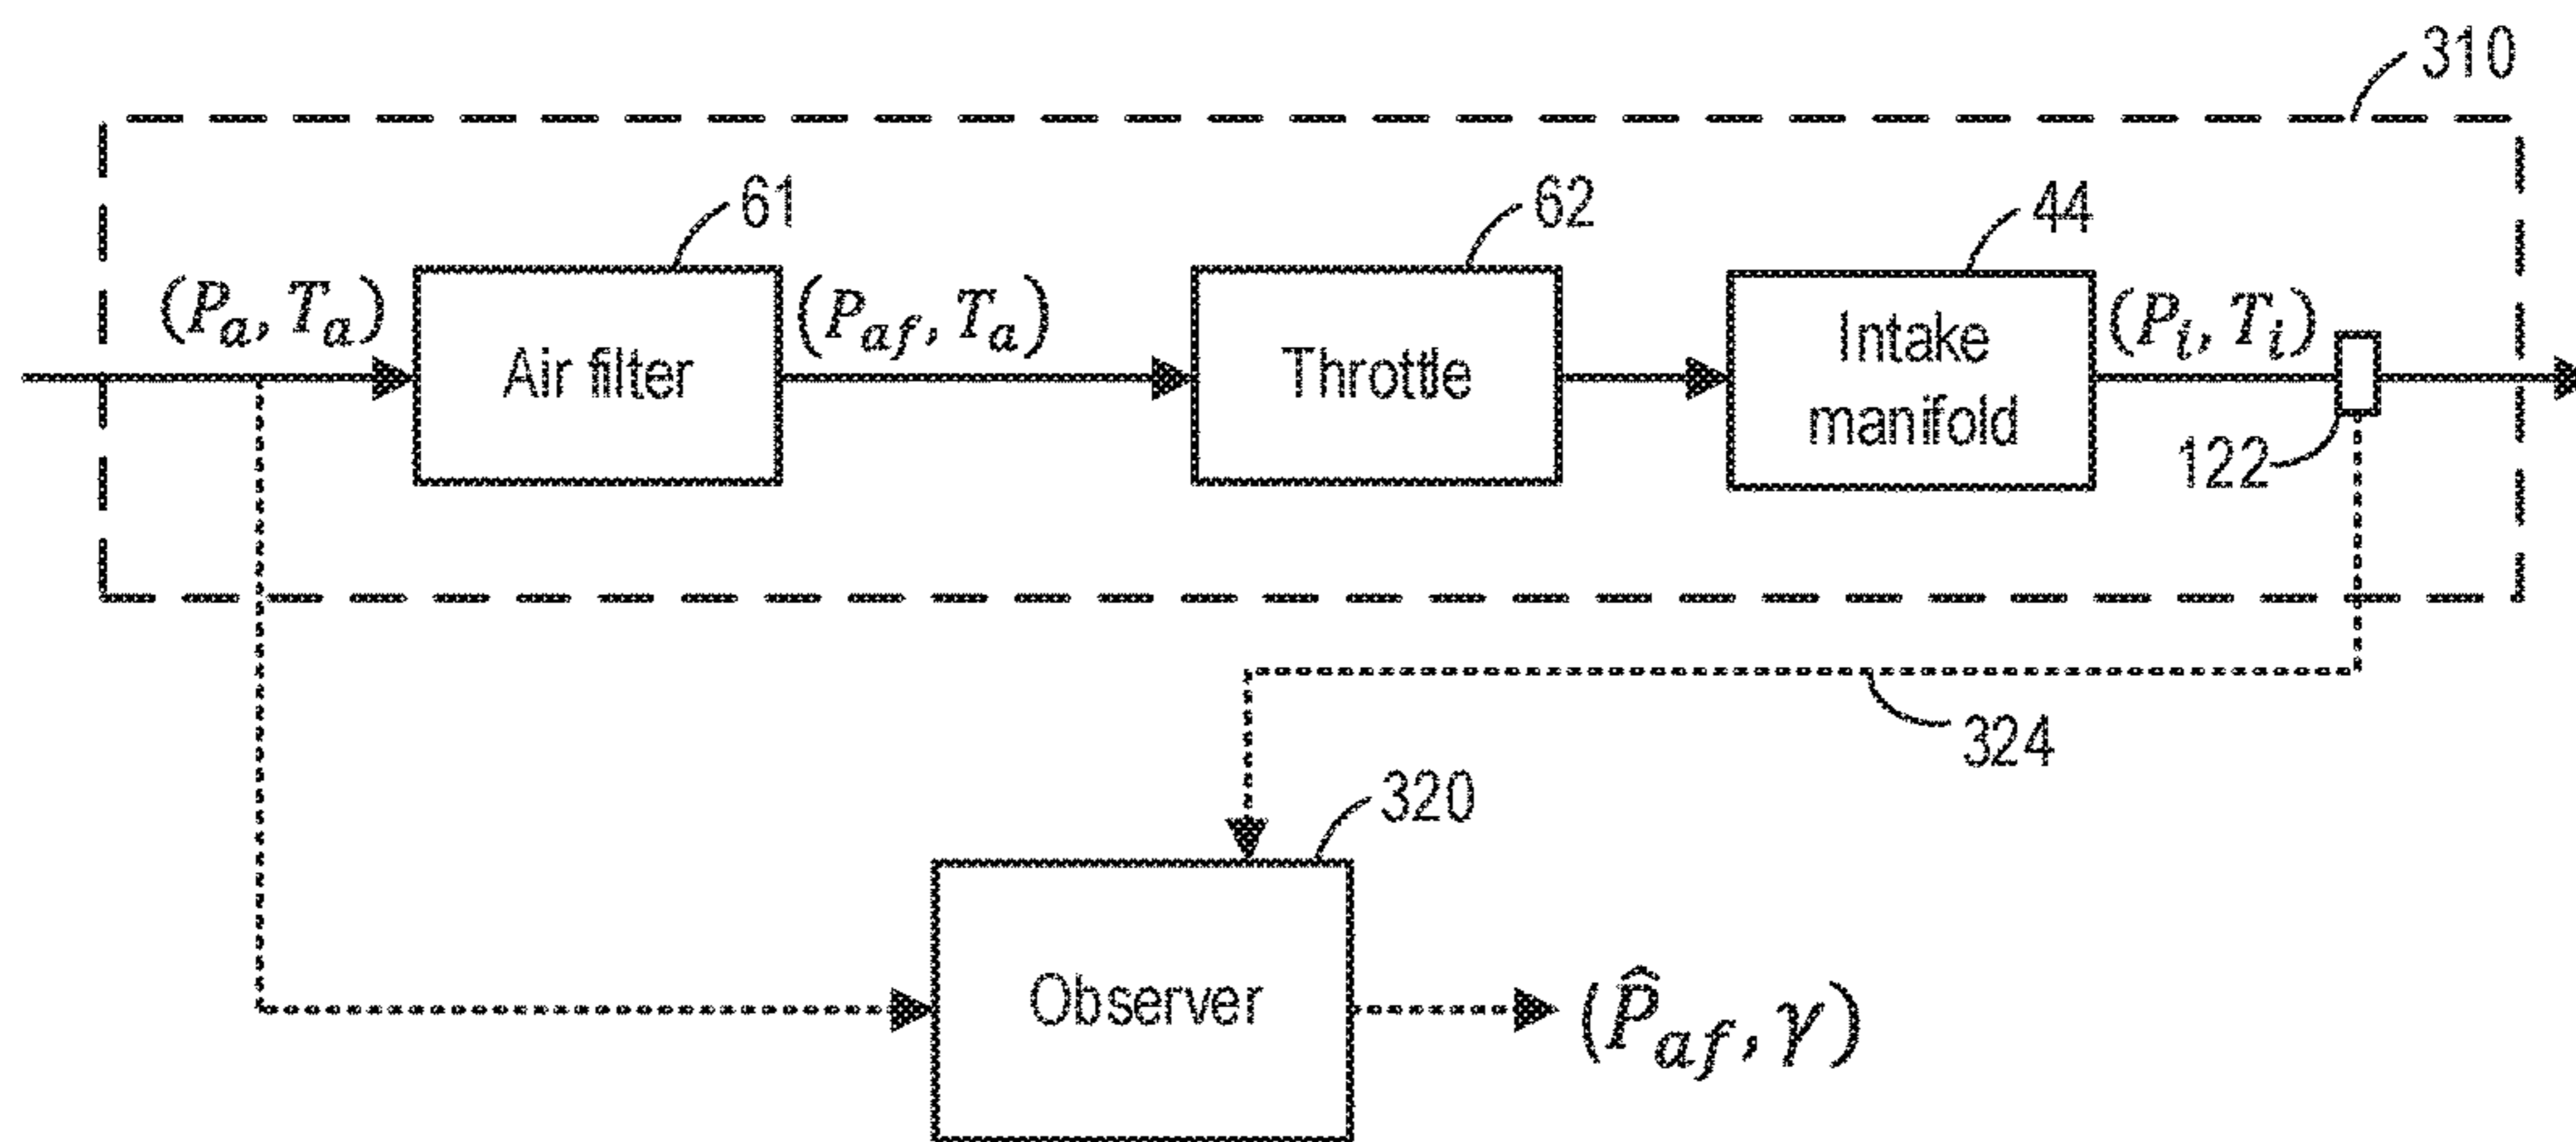 310
61
62
44
(P_a, T_a)
Air filter
(P_af, T_a)
Throttle
Intake
manifold
(P_i, T_i)
122
324
320
Observer
(P̂_af, γ)